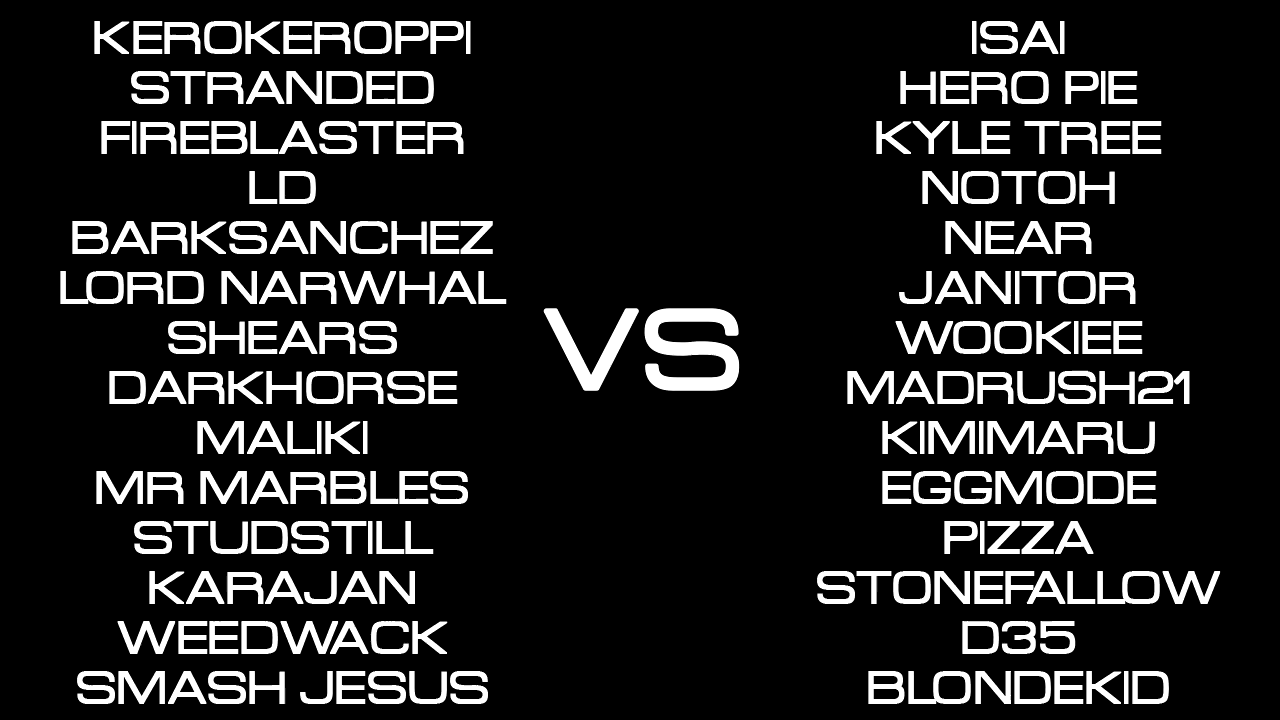 KEROKEROPPI
STRANDED
FIREBLASTER
LD
BARKSANCHEZ
LORD NARWHAL
SHEARS
DARKHORSE
MALIKI
MR MARBLES
STUDSTILL
KARAJAN
WEEDWACK
SMASH JESUS
VS
ISAI
HERO PIE
KYLE TREE
NOTOH
NEAR
JANITOR
WOOKIEE
MADRUSH21
KIMIMARU
EGGMODE
PIZZA
STONEFALLOW
D35
BLONDEKID